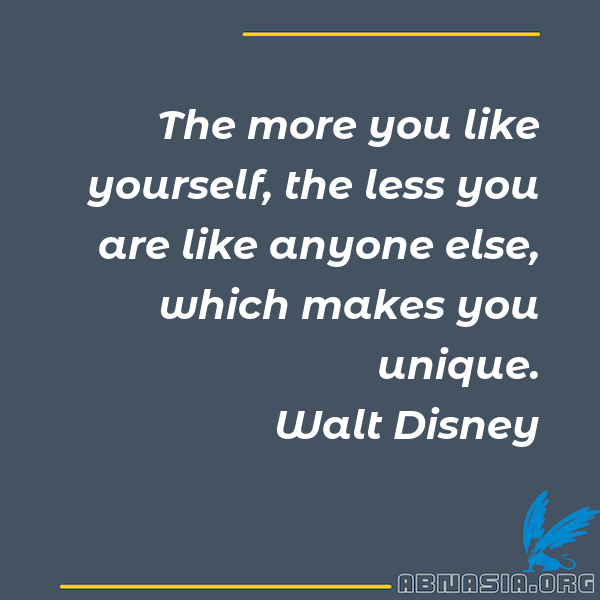 The more you like
yourself, the less you
are like anyone else,
which makes you
unique.
Walt Disney
ABNASIA.ORG